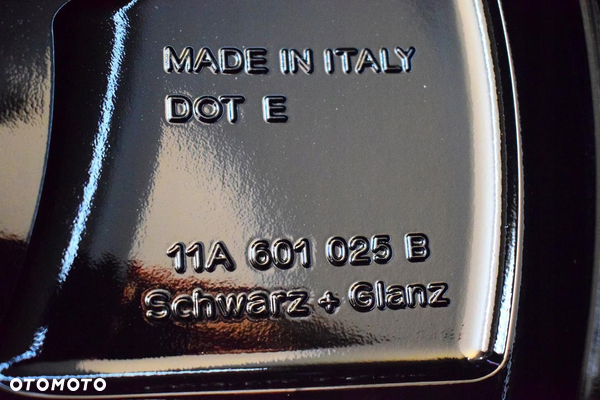 MADE IN ITALY
DOT E
11A 601 025 B
Schwarz + Glanz
OTOMOTO